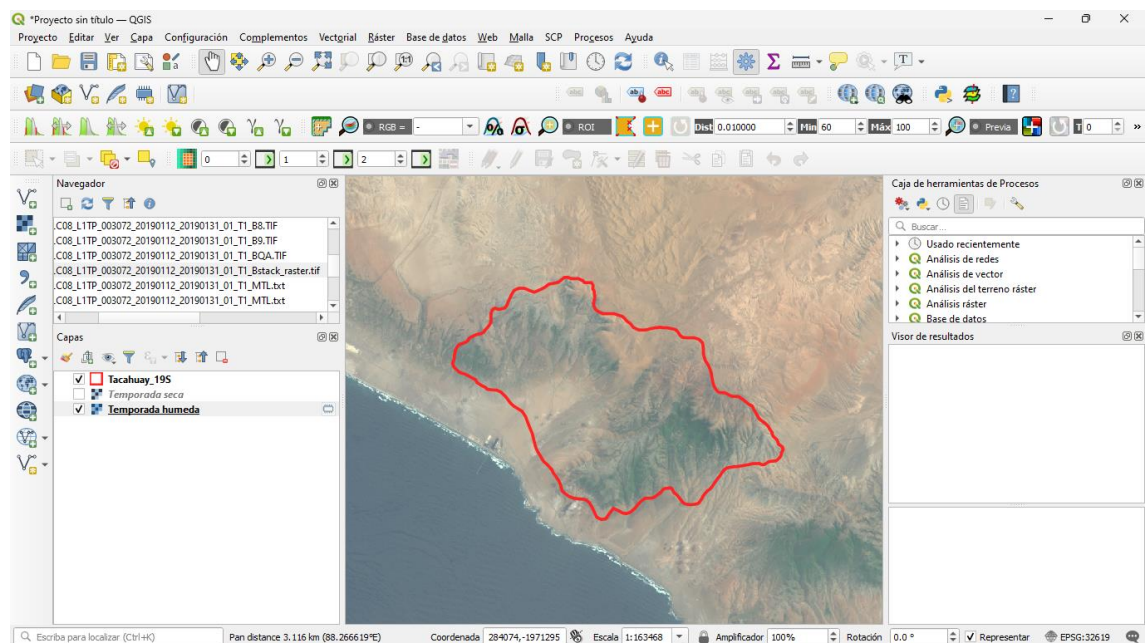 *Proyecto sin título — QGIS
Proyecto Editar Ver Capa Configuración Complementos Vectorial Ráster Base de datos Web Malla SCP Procesos Ayuda
RGB = - ROI Dist 0.010000 Min 60 Máx 100 Previa T 0 »
0 1 2
Navegador
.C08_L1TP_003072_20190112_20190131_01_T1_B8.TIF
.C08_L1TP_003072_20190112_20190131_01_T1_B9.TIF
.C08_L1TP_003072_20190112_20190131_01_T1_BQA.TIF
.C08_L1TP_003072_20190112_20190131_01_T1_Bstack_raster.tif
.C08_L1TP_003072_20190112_20190131_01_T1_MTL.txt
.C08_L1TP_003072_20190112_20190131_01_T1_MTL.txt
Capas
Tacahuay_19S
Temporada seca
Temporada humeda
Caja de herramientas de Procesos
Buscar...
Usado recientemente
Análisis de redes
Análisis de vector
Análisis del terreno ráster
Análisis ráster
Base de datos
Visor de resultados
Escriba para localizar (Ctrl+K) Pan distance 3.116 km (88.266619°E) Coordenada 284074,-1971295 Escala 1:163468 Amplificador 100% Rotación 0.0 ° Representar EPSG:32619